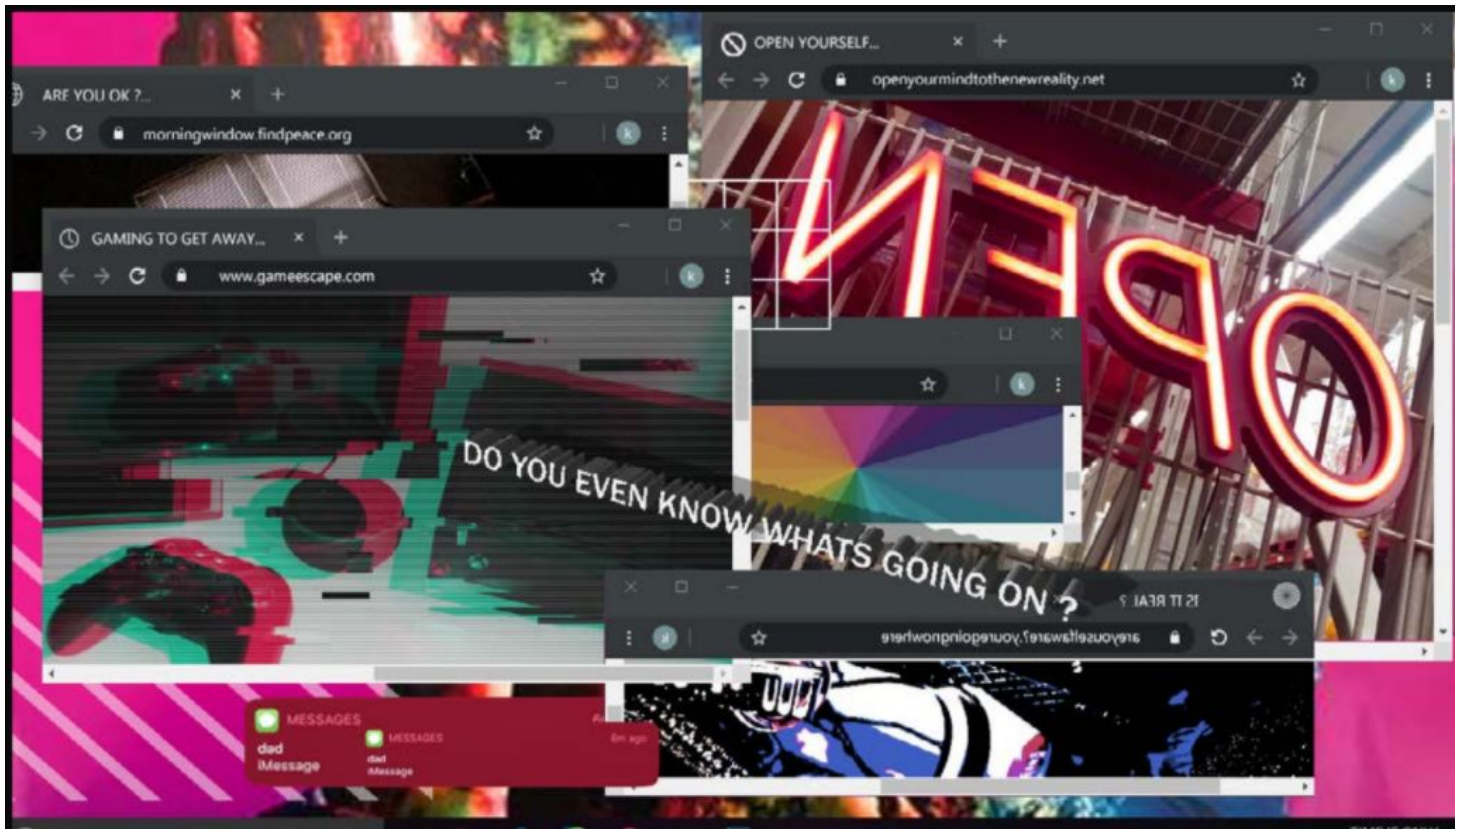 OPEN YOURSELF...
openyourmindtothenewreality.net
ARE YOU OK ?...
k
morningwindow.findpeace.org
k
OPEN
GAMING TO GET AWAY...
www.gameescape.com
k
k
DO YOU EVEN KNOW WHATS GOING ON ?
IS IT REAL ?
areyouselfaware?.youregoingnowhere
k
MESSAGES
MESSAGES
6m ago
dad
iMessage
dad
iMessage